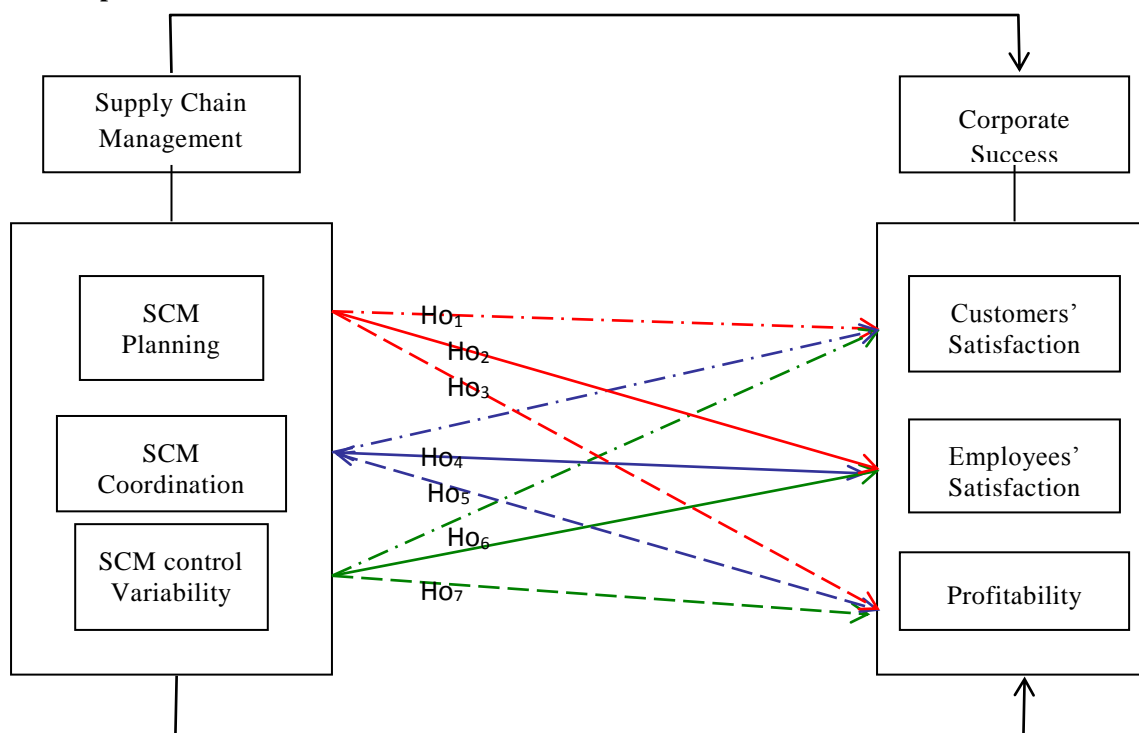 Supply Chain
Management
Corporate
Success
SCM
Planning
SCM
Coordination
SCM control
Variability
Ho₁
Ho₂
Ho₃
Ho₄
Ho₅
Ho₆
Ho₇
Customers’
Satisfaction
Employees’
Satisfaction
Profitability